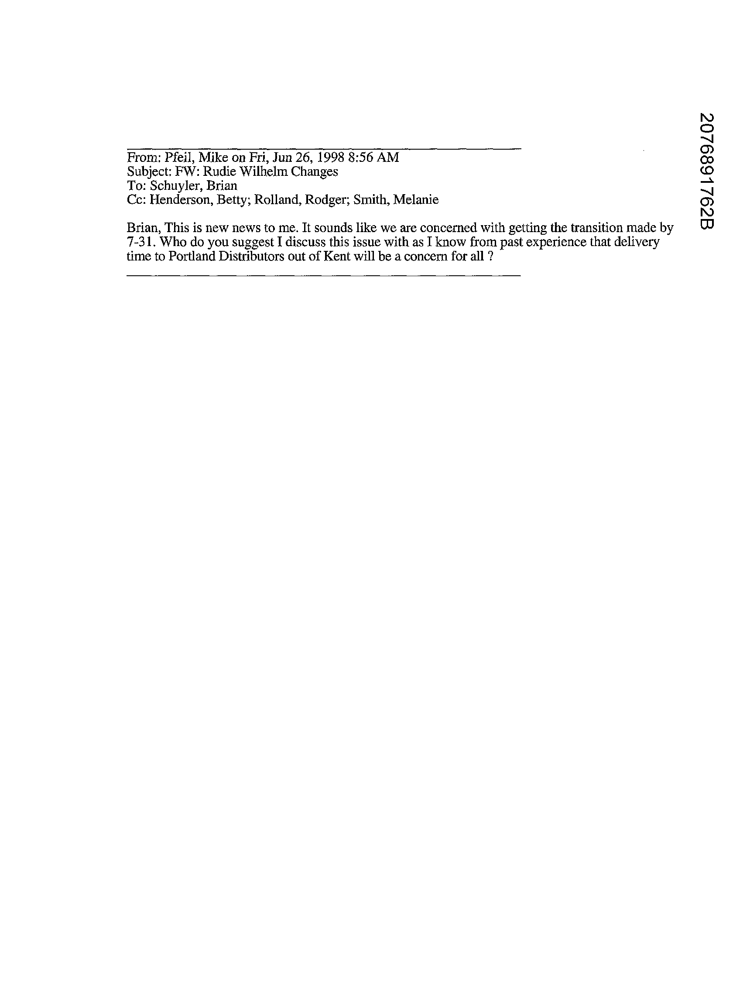 From: Pfeil, Mike on Fri, Jun 26, 1998 8:56 AM
Subject: FW: Rudie Wilhelm Changes
To: Schuyler, Brian
Cc: Henderson, Betty; Rolland, Rodger; Smith, Melanie
Brian, This is new news to me. It sounds like we are concerned with getting the transition made by
7-31. Who do you suggest I discuss this issue with as I know from past experience that delivery
time to Portland Distributors out of Kent will be a concern for all ?
2076891762B